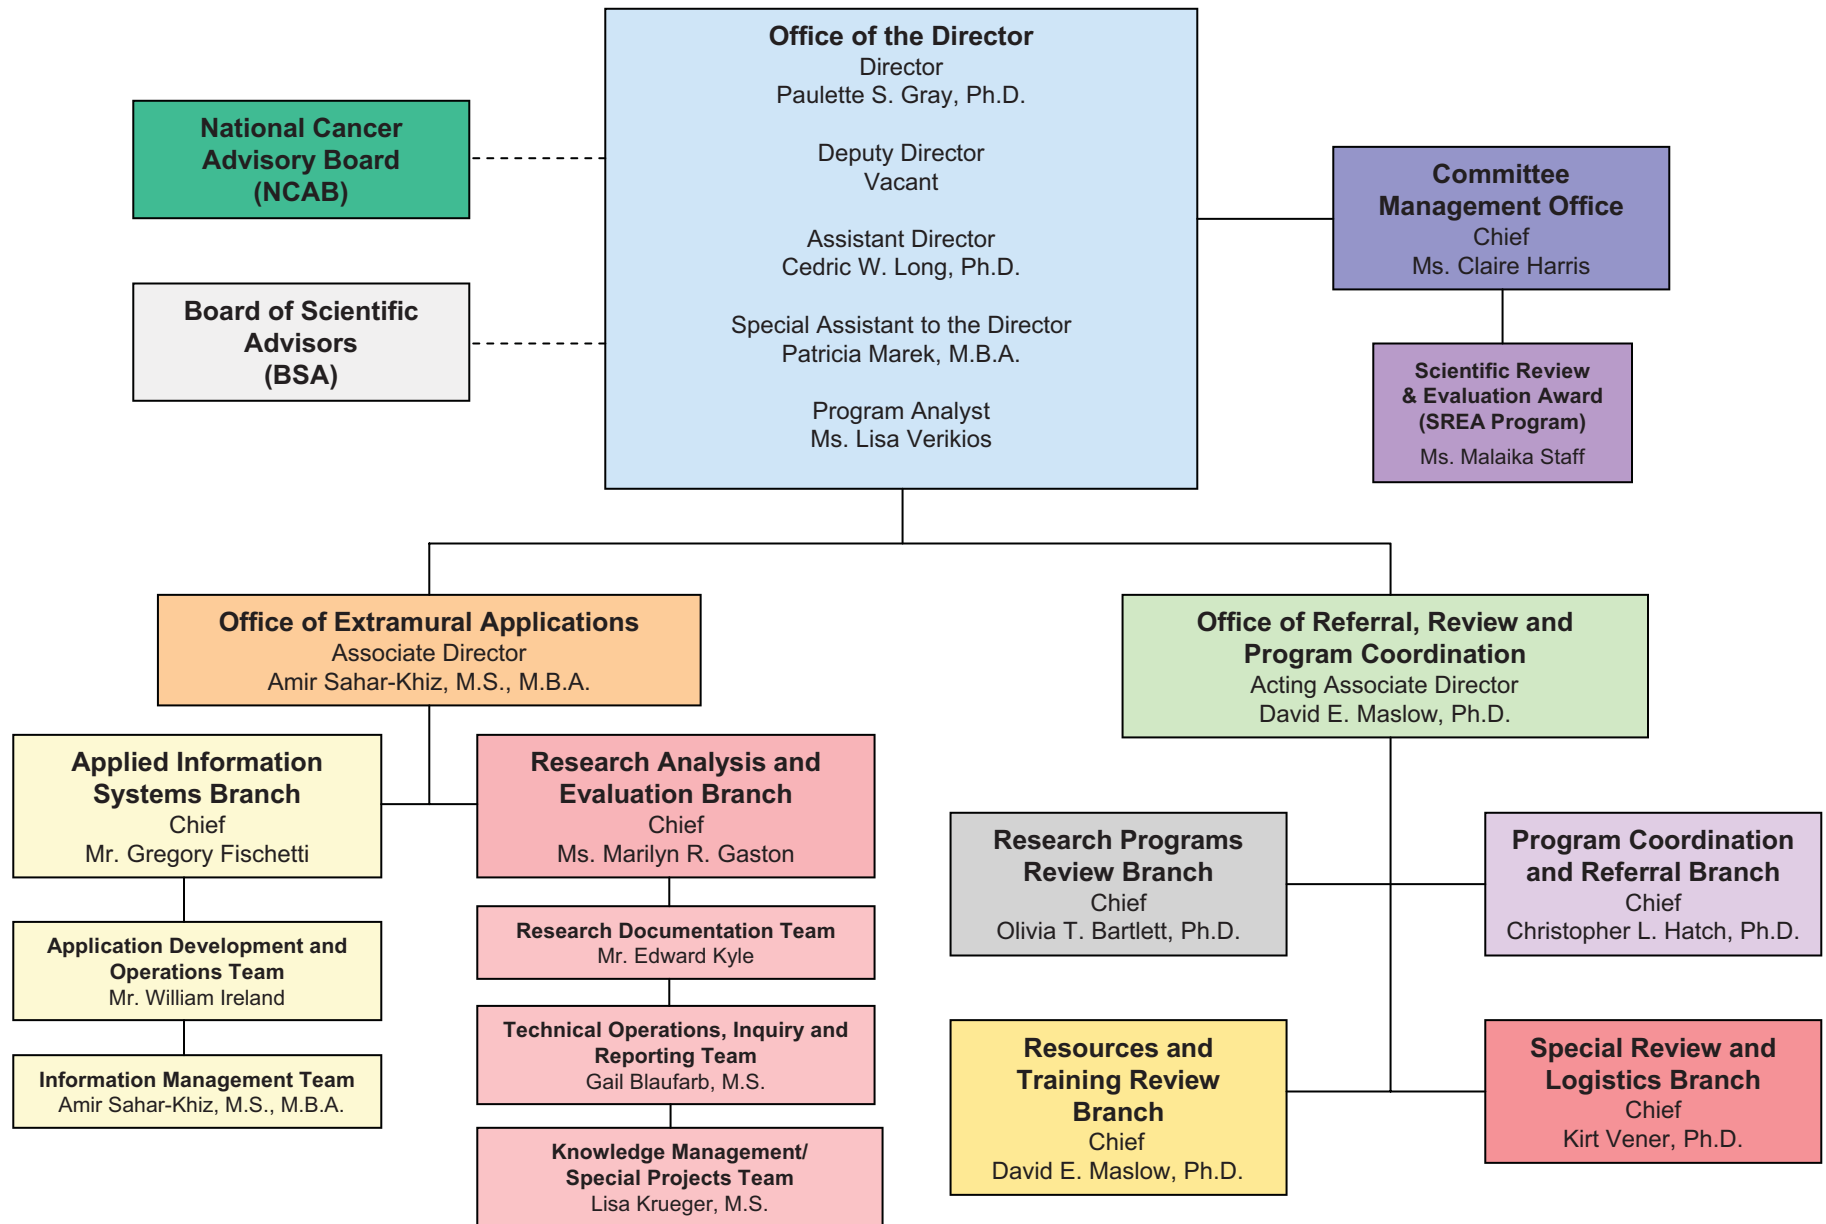 Office of the Director
Director
Paulette S. Gray, Ph.D.
Deputy Director
Vacant
Assistant Director
Cedric W. Long, Ph.D.
Special Assistant to the Director
Patricia Marek, M.B.A.
Program Analyst
Ms. Lisa Verikios
National Cancer
Advisory Board
(NCAB)
Board of Scientific
Advisors
(BSA)
Committee
Management Office
Chief
Ms. Claire Harris
Scientific Review
& Evaluation Award
(SREA Program)
Ms. Malaika Staff
Office of Extramural Applications
Associate Director
Amir Sahar-Khiz, M.S., M.B.A.
Applied Information
Systems Branch
Chief
Mr. Gregory Fischetti
Application Development and
Operations Team
Mr. William Ireland
Information Management Team
Amir Sahar-Khiz, M.S., M.B.A.
Research Analysis and
Evaluation Branch
Chief
Ms. Marilyn R. Gaston
Research Documentation Team
Mr. Edward Kyle
Technical Operations, Inquiry and
Reporting Team
Gail Blaufarb, M.S.
Knowledge Management/
Special Projects Team
Lisa Krueger, M.S.
Office of Referral, Review and
Program Coordination
Acting Associate Director
David E. Maslow, Ph.D.
Research Programs
Review Branch
Chief
Olivia T. Bartlett, Ph.D.
Program Coordination
and Referral Branch
Chief
Christopher L. Hatch, Ph.D.
Resources and
Training Review
Branch
Chief
David E. Maslow, Ph.D.
Special Review and
Logistics Branch
Chief
Kirt Vener, Ph.D.